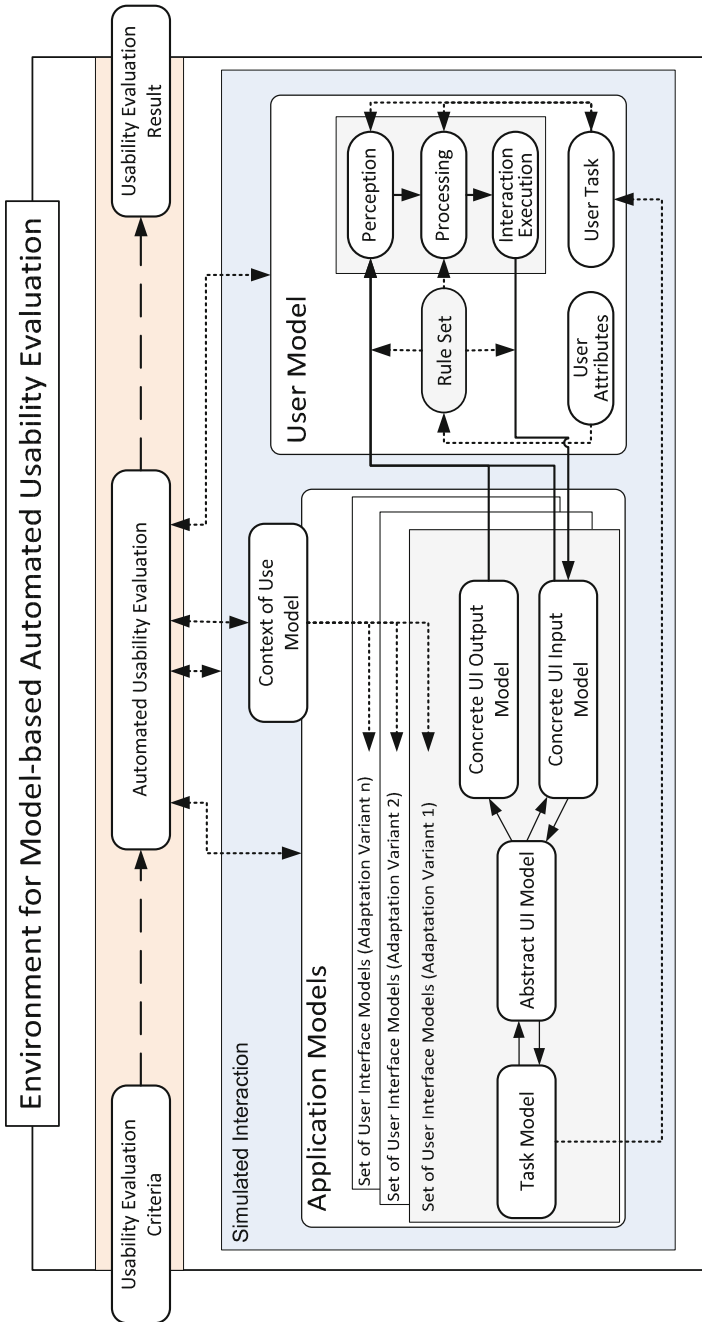 Environment for Model-based Automated Usability Evaluation
Usability Evaluation
Criteria
Automated Usability Evaluation
Usability Evaluation
Result
Simulated Interaction
Context of Use
Model
Application Models
Set of User Interface Models (Adaptation Variant n)
Set of User Interface Models (Adaptation Variant 2)
Set of User Interface Models (Adaptation Variant 1)
Task Model
Abstract UI Model
Concrete UI Output
Model
Concrete UI Input
Model
User Model
Perception
Rule Set
Processing
Interaction
Execution
User
Attributes
User Task